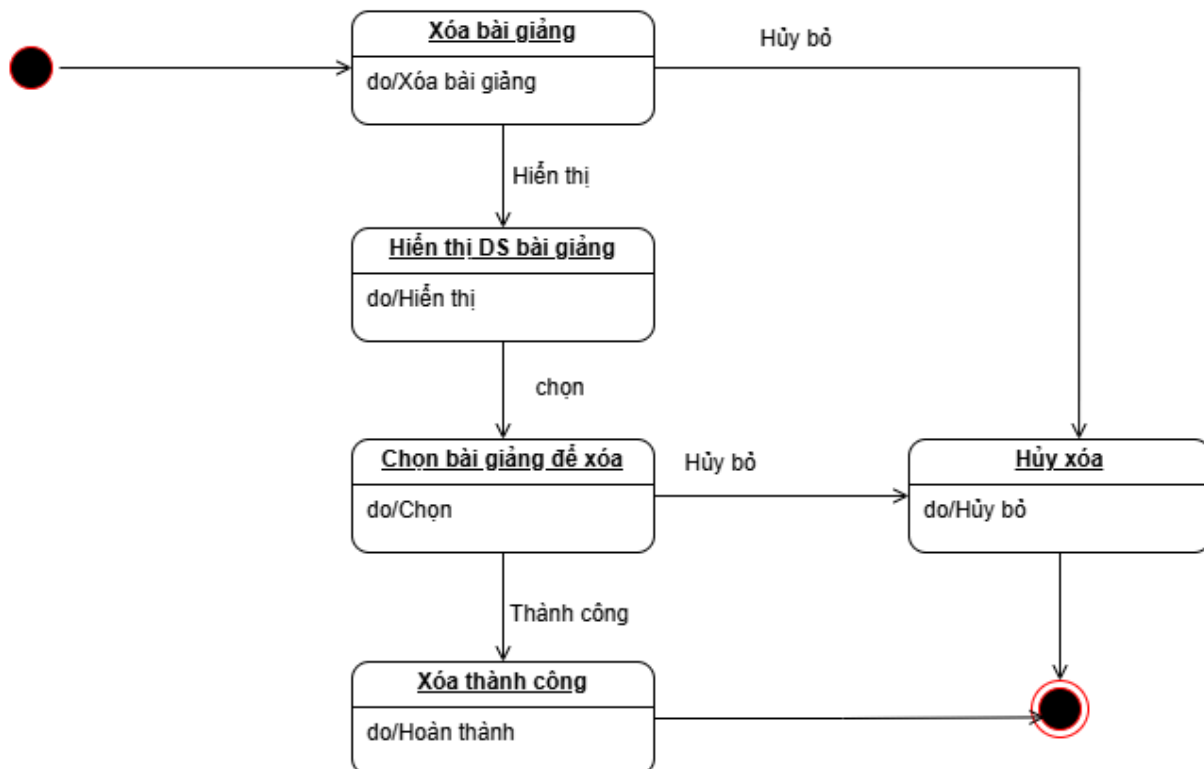 Xóa bài giảng
do/Xóa bài giảng
Hủy bỏ
Hiển thị
Hiển thị DS bài giảng
do/Hiển thị
chọn
Chọn bài giảng để xóa
do/Chọn
Hủy bỏ
Hủy xóa
do/Hủy bỏ
Thành công
Xóa thành công
do/Hoàn thành